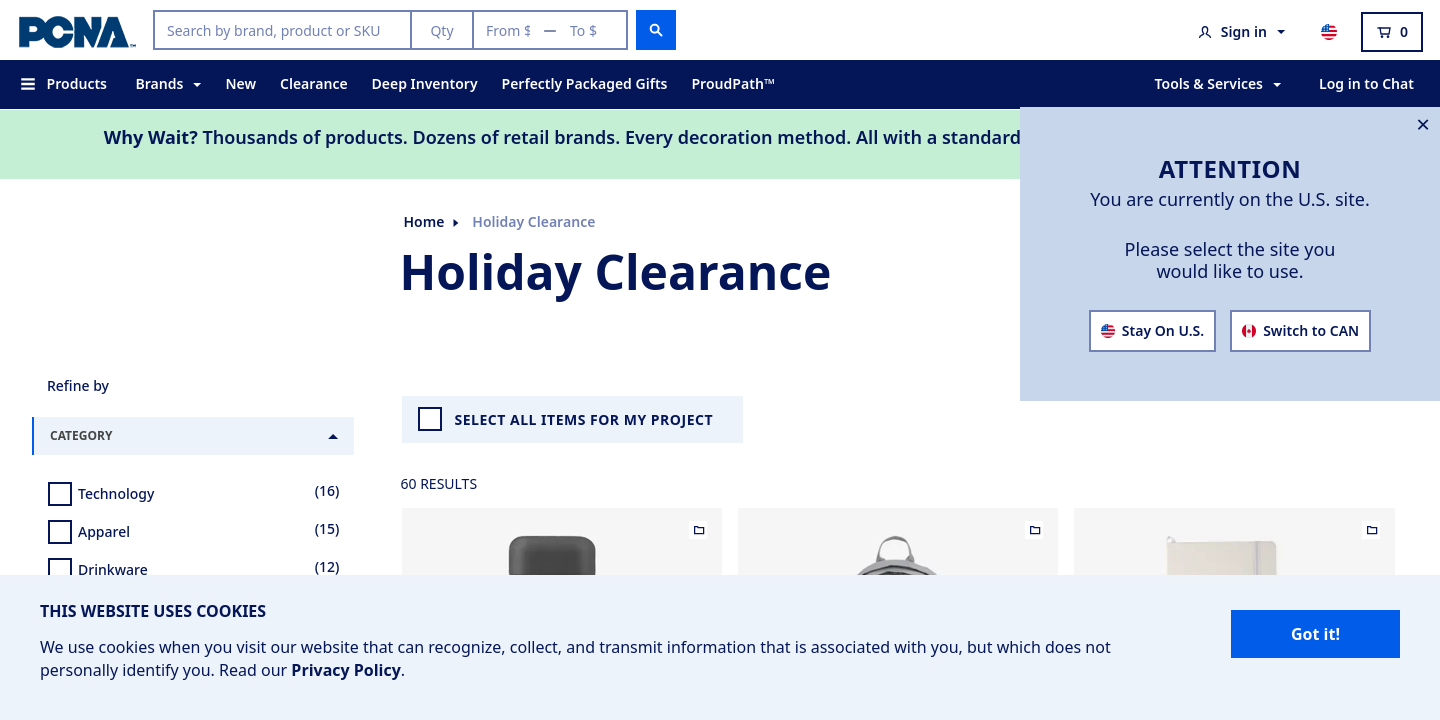 PCNA™
Search by brand, product or SKU
Qty
From $ — To $
Sign in
0
Products
Brands
New
Clearance
Deep Inventory
Perfectly Packaged Gifts
ProudPath™
Tools & Services
Log in to Chat
Why Wait? Thousands of products. Dozens of retail brands. Every decoration method. All with a standard
ATTENTION
You are currently on the U.S. site.
Please select the site you
would like to use.
Stay On U.S.
Switch to CAN
Home
Holiday Clearance
Holiday Clearance
Refine by
CATEGORY
Technology (16)
Apparel (15)
Drinkware (12)
SELECT ALL ITEMS FOR MY PROJECT
60 RESULTS
THIS WEBSITE USES COOKIES
We use cookies when you visit our website that can recognize, collect, and transmit information that is associated with you, but which does not
personally identify you. Read our Privacy Policy.
Got it!